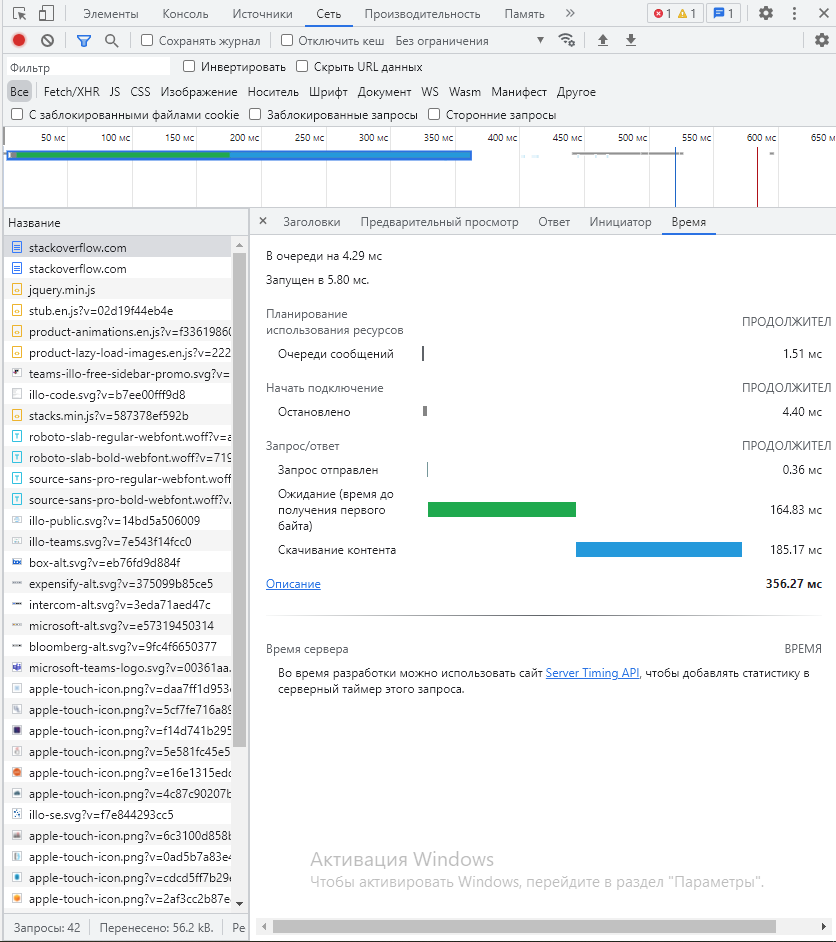 Элементы Консоль Источники Сеть Производительность Память » 1 1 1
Сохранять журнал Отключить кеш Без ограничения
Фильтр Инвертировать Скрыть URL данных
Все Fetch/XHR JS CSS Изображение Носитель Шрифт Документ WS Wasm Манифест Другое
С заблокированными файлами cookie Заблокированные запросы Сторонние запросы
50 мс 100 мс 150 мс 200 мс 250 мс 300 мс 350 мс 400 мс 450 мс 500 мс 550 мс 600 мс 650 м
Название
stackoverflow.com
stackoverflow.com
jquery.min.js
stub.en.js?v=02d19f44eb4e
product-animations.en.js?v=f3361986
product-lazy-load-images.en.js?v=222
teams-illo-free-sidebar-promo.svg?v=
illo-code.svg?v=b7ee00fff9d8
stacks.min.js?v=587378ef592b
roboto-slab-regular-webfont.woff?v=a
roboto-slab-bold-webfont.woff?v=719
source-sans-pro-regular-webfont.woff
source-sans-pro-bold-webfont.woff?v.
illo-public.svg?v=14bd5a506009
illo-teams.svg?v=7e543f14fcc0
box-alt.svg?v=eb76fd9d884f
expensify-alt.svg?v=375099b85ce5
intercom-alt.svg?v=3eda71aed47c
microsoft-alt.svg?v=e57319450314
bloomberg-alt.svg?v=9fc4f6650377
microsoft-teams-logo.svg?v=00361aa.
apple-touch-icon.png?v=daa7ff1d953
apple-touch-icon.png?v=5cf7fe716a89
apple-touch-icon.png?v=f14d741b295
apple-touch-icon.png?v=5e581fc45e5
apple-touch-icon.png?v=e16e1315edc
apple-touch-icon.png?v=4c87c90207b
illo-se.svg?v=f7e844293cc5
apple-touch-icon.png?v=6c3100d858b
apple-touch-icon.png?v=0ad5b7a83e4
apple-touch-icon.png?v=cdcd5ff7b29
apple-touch-icon.png?v=2af3cc2b87e
Запросы: 42 Перенесено: 56.2 kB. Ре
× Заголовки Предварительный просмотр Ответ Инициатор Время
В очереди на 4.29 мс
Запущен в 5.80 мс.
Планирование
использования ресурсов ПРОДОЛЖИТЕЛ
Очереди сообщений 1.51 мс
Начать подключение ПРОДОЛЖИТЕЛ
Остановлено 4.40 мс
Запрос/ответ ПРОДОЛЖИТЕЛ
Запрос отправлен 0.36 мс
Ожидание (время до
получения первого 164.83 мс
байта)
Скачивание контента 185.17 мс
Описание 356.27 мс
Время сервера ВРЕМЯ
Во время разработки можно использовать сайт Server Timing API, чтобы добавлять статистику в
серверный таймер этого запроса.
Активация Windows
Чтобы активировать Windows, перейдите в раздел "Параметры".